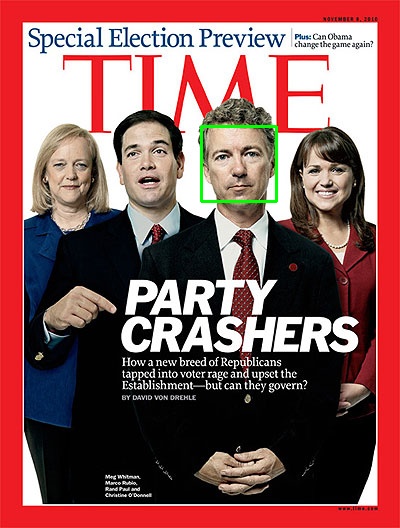 NOVEMBER 8, 2010
Special Election Preview
Plus: Can Obama
change the game again?
TIME
PARTY
CRASHERS
How a new breed of Republicans
tapped into voter rage and upset the
Establishment—but can they govern?
BY DAVID VON DREHLE
Meg Whitman,
Marco Rubio,
Rand Paul and
Christine O'Donnell
www.time.com